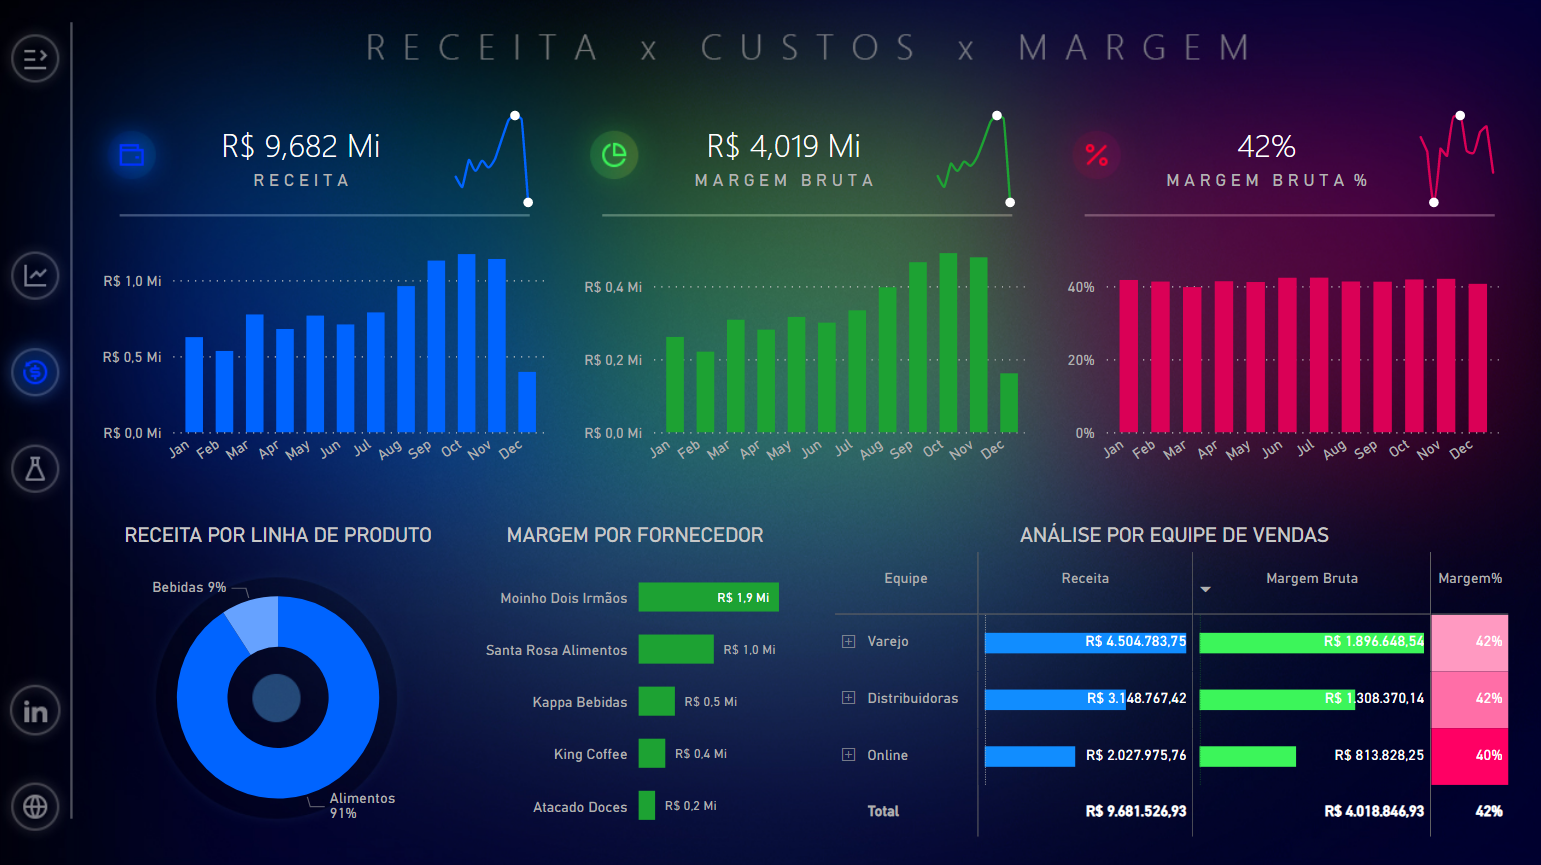 RECEITA x CUSTOS x MARGEM
R$ 9,682 Mi
RECEITA
R$ 4,019 Mi
MARGEM BRUTA
42%
MARGEM BRUTA %
R$ 1,0 Mi
R$ 0,5 Mi
R$ 0,0 Mi
Jan Feb Mar Apr May Jun Jul Aug Sep Oct Nov Dec
R$ 0,4 Mi
R$ 0,2 Mi
R$ 0,0 Mi
Jan Feb Mar Apr May Jun Jul Aug Sep Oct Nov Dec
40%
20%
0%
Jan Feb Mar Apr May Jun Jul Aug Sep Oct Nov Dec
RECEITA POR LINHA DE PRODUTO
Bebidas 9%
Alimentos
91%
MARGEM POR FORNECEDOR
Moinho Dois Irmãos R$ 1,9 Mi
Santa Rosa Alimentos R$ 1,0 Mi
Kappa Bebidas R$ 0,5 Mi
King Coffee R$ 0,4 Mi
Atacado Doces R$ 0,2 Mi
ANÁLISE POR EQUIPE DE VENDAS
Equipe Receita Margem Bruta Margem%
Varejo R$ 4.504.783,75 R$ 1.896.648,54 42%
Distribuidoras R$ 3.148.767,42 R$ 1.308.370,14 42%
Online R$ 2.027.975,76 R$ 813.828,25 40%
Total R$ 9.681.526,93 R$ 4.018.846,93 42%
in